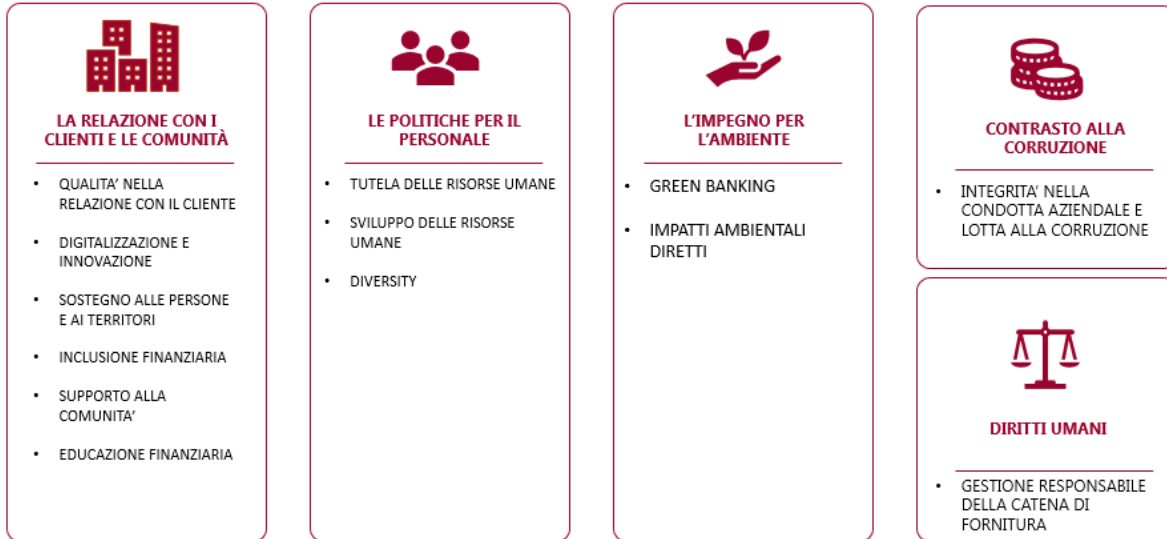 LA RELAZIONE CON I
CLIENTI E LE COMUNITÀ
• QUALITA’ NELLA
RELAZIONE CON IL CLIENTE
• DIGITALIZZAZIONE E
INNOVAZIONE
• SOSTEGNO ALLE PERSONE
E AI TERRITORI
• INCLUSIONE FINANZIARIA
• SUPPORTO ALLA
COMUNITA’
• EDUCAZIONE FINANZIARIA
LE POLITICHE PER IL
PERSONALE
• TUTELA DELLE RISORSE UMANE
• SVILUPPO DELLE RISORSE
UMANE
• DIVERSITY
L’IMPEGNO PER
L’AMBIENTE
• GREEN BANKING
• IMPATTI AMBIENTALI
DIRETTI
CONTRASTO ALLA
CORRUZIONE
• INTEGRITA’ NELLA
CONDOTTA AZIENDALE E
LOTTA ALLA CORRUZIONE
DIRITTI UMANI
• GESTIONE RESPONSABILE
DELLA CATENA DI
FORNITURA